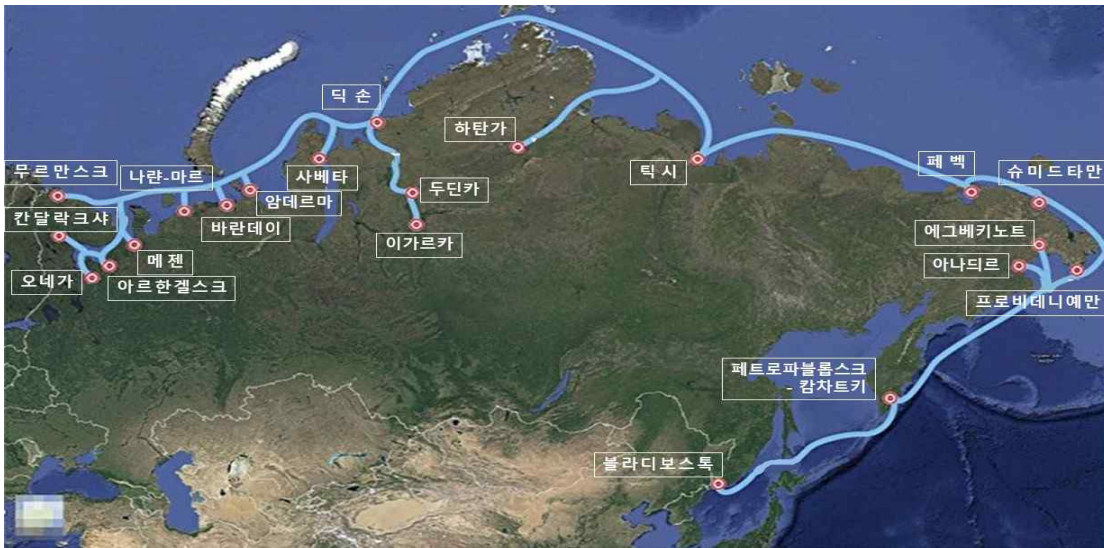 딕 손
하탄가
틱 시
페 벡
슈미드타만
무르만스크
나랸-마르
사베타
암데르마
두딘카
칸달락크샤
바란데이
이가르카
에그베키노트
메 젠
아나듸르
오네가
아르한겔스크
프로비데니예만
페트로파블롭스크
- 캄차트키
블라디보스톡